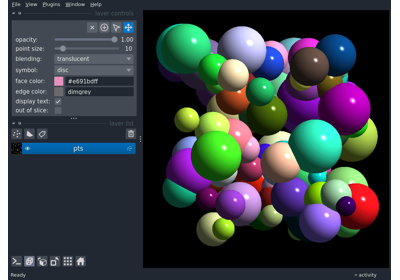 File View Plugins Window Help
layer controls
opacity: 1.00
point size: 10
blending: translucent
symbol: disc
face color: #e691bdff
edge color: dimgrey
display text:
out of slice:
layer list
pts
Ready
activity